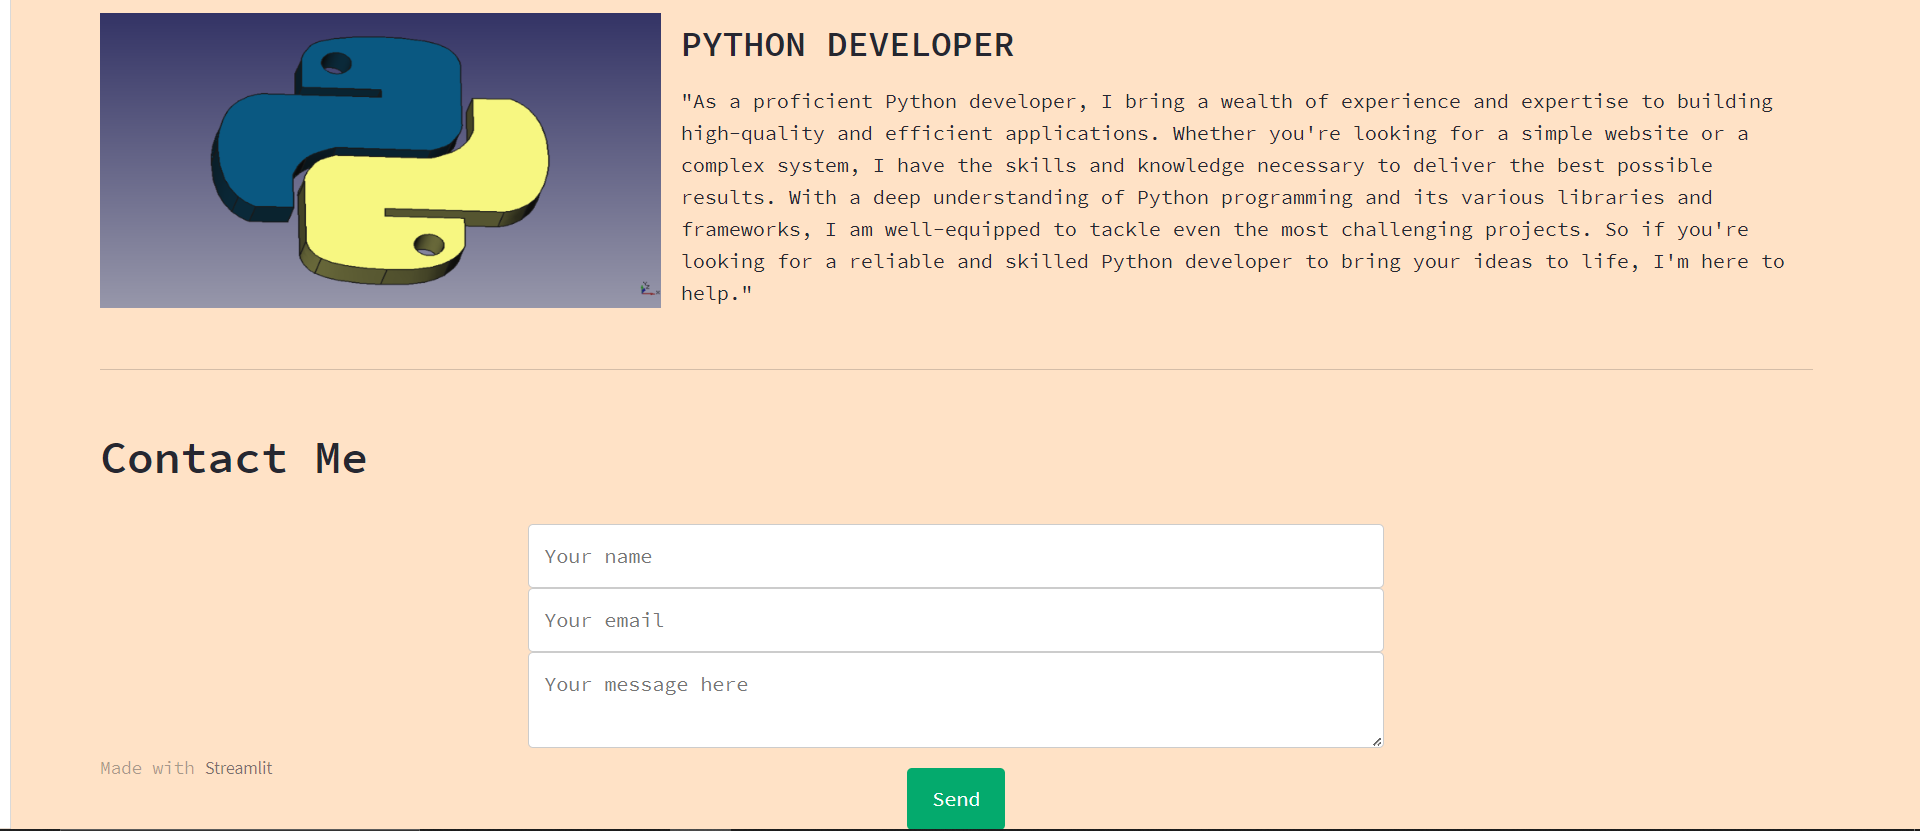 PYTHON DEVELOPER
"As a proficient Python developer, I bring a wealth of experience and expertise to building
high-quality and efficient applications. Whether you're looking for a simple website or a
complex system, I have the skills and knowledge necessary to deliver the best possible
results. With a deep understanding of Python programming and its various libraries and
frameworks, I am well-equipped to tackle even the most challenging projects. So if you're
looking for a reliable and skilled Python developer to bring your ideas to life, I'm here to
help."
Contact Me
Your name
Your email
Your message here
Made with Streamlit
Send